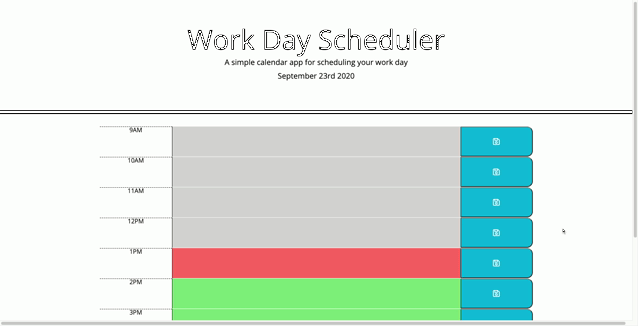 Work Day Scheduler
A simple calendar app for scheduling your work day
September 23rd 2020
9AM
10AM
11AM
12PM
1PM
2PM
3PM